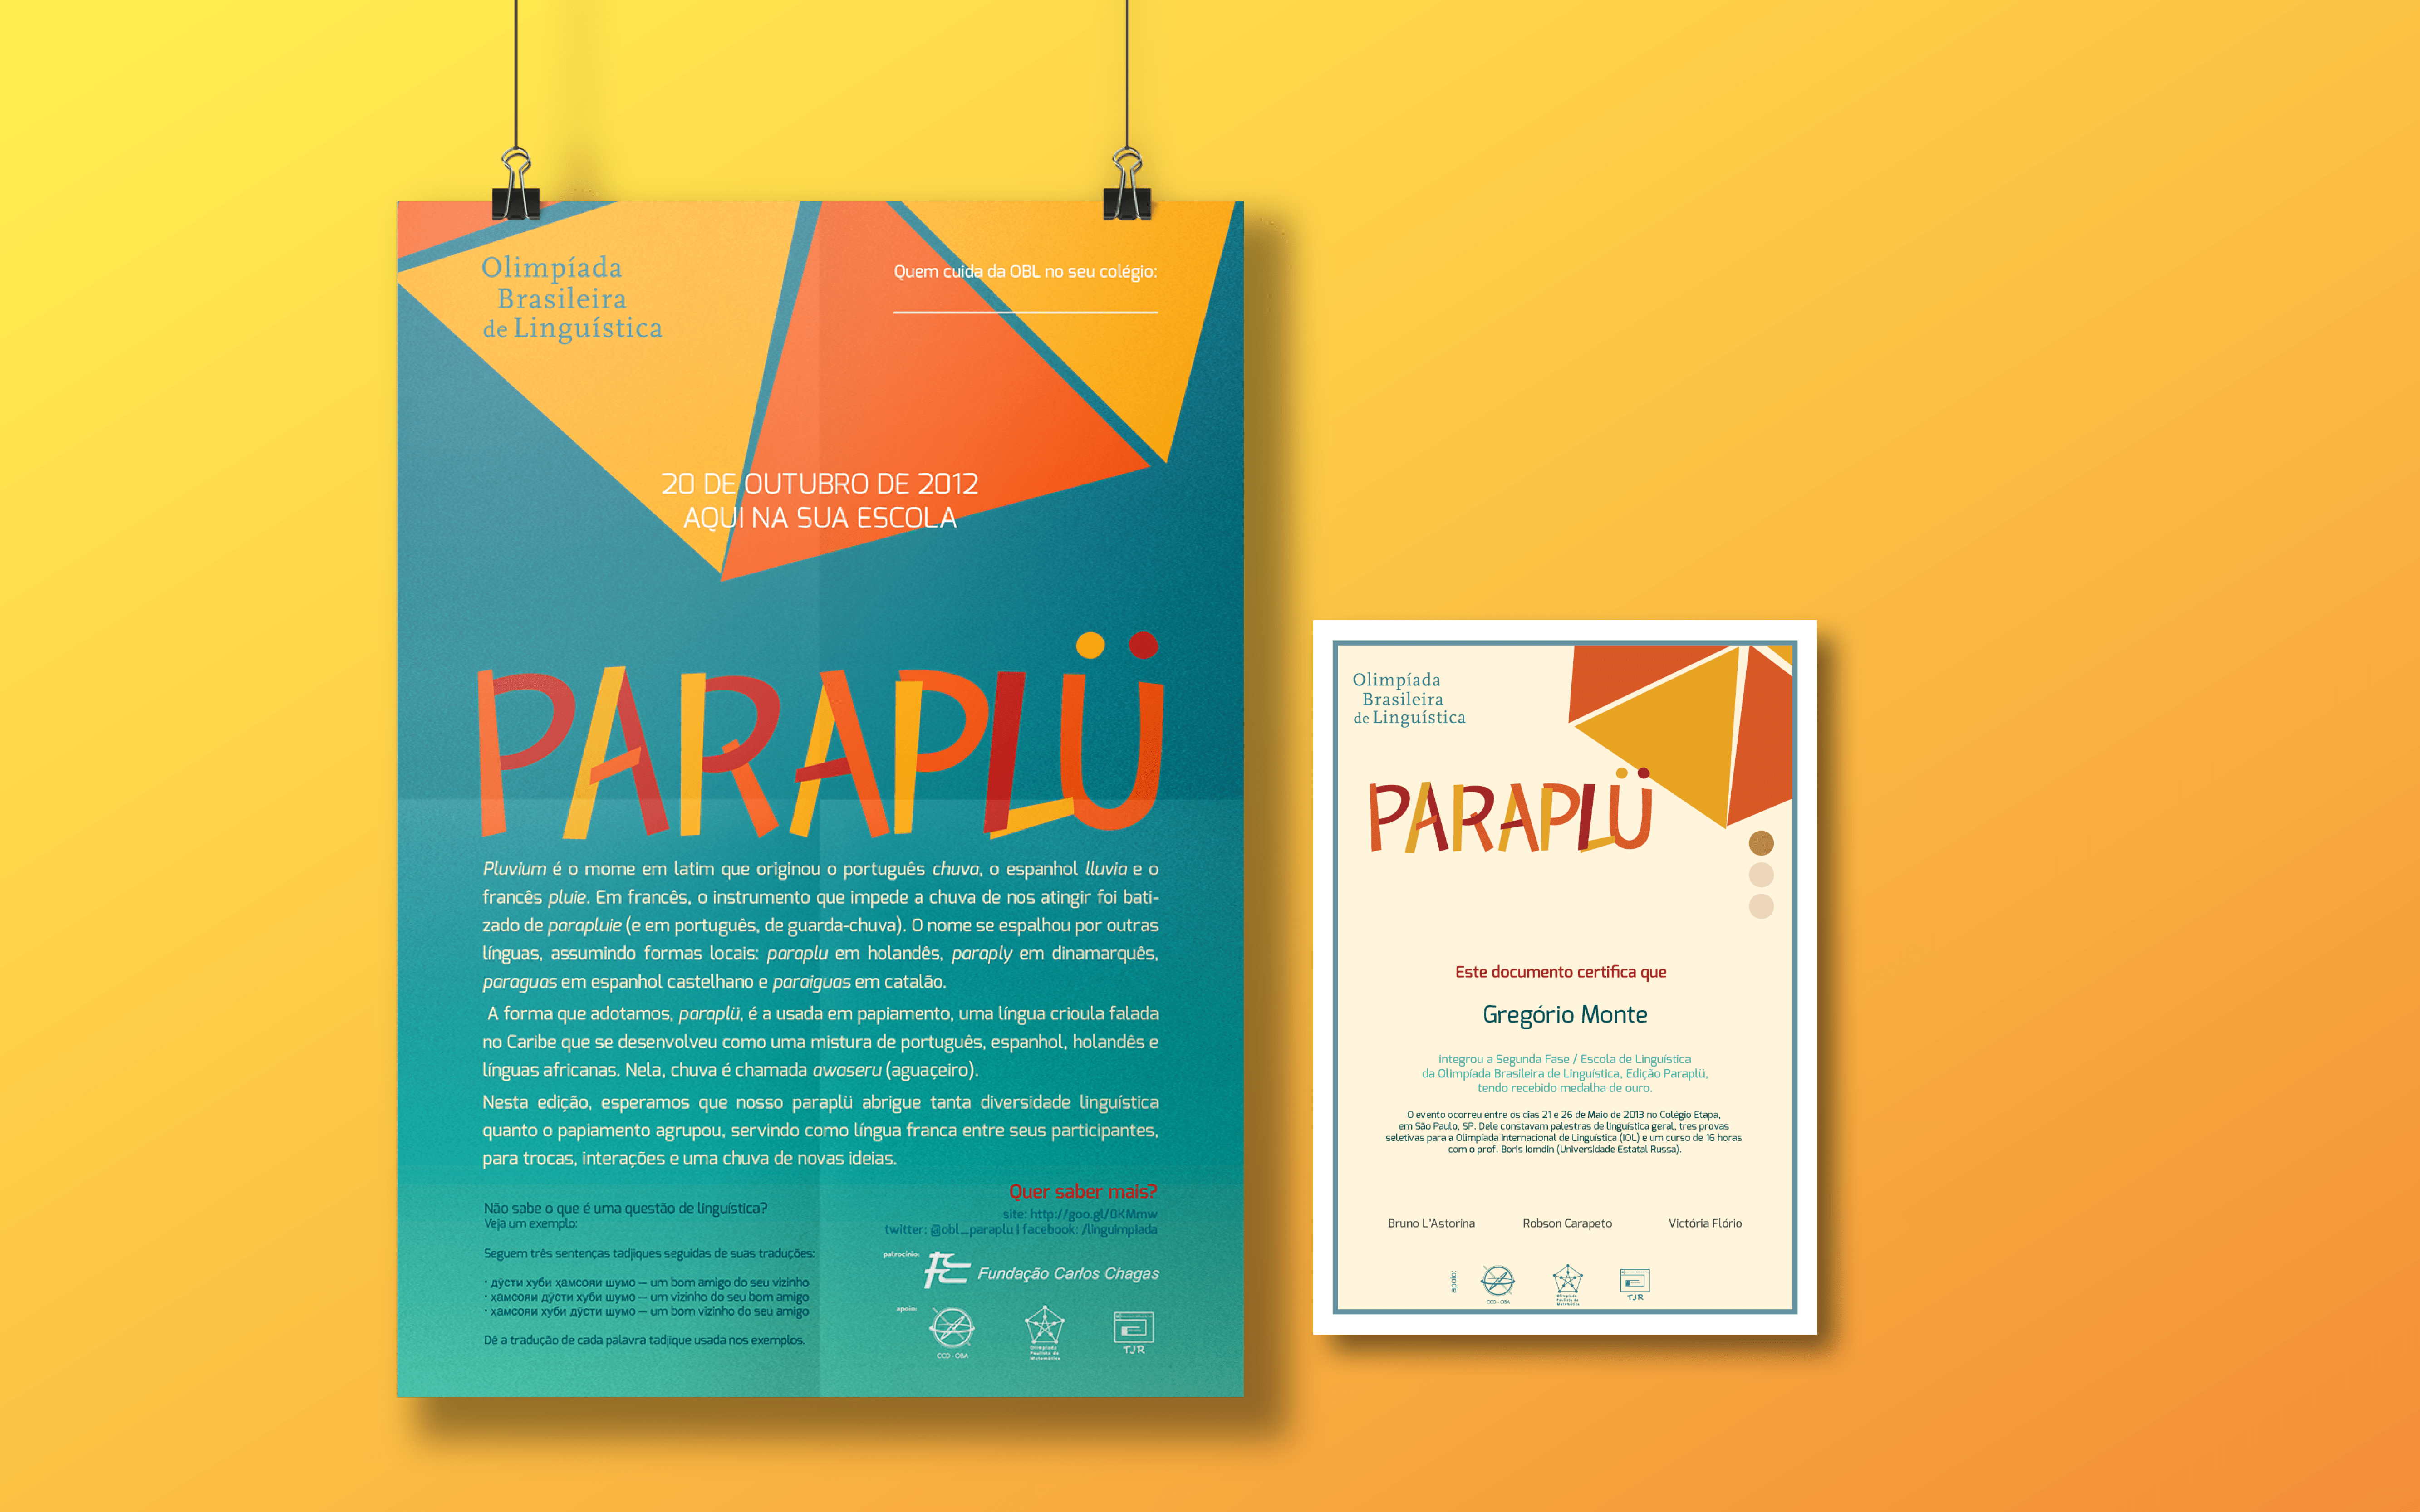 Olimpíada
Brasileira
de Linguística
Quem cuida da OBL no seu colégio:
20 DE OUTUBRO DE 2012
AQUI NA SUA ESCOLA
PARAPLÜ
Pluvium é o mome em latim que originou o português chuva, o espanhol lluvia e o
francês pluie. Em francês, o instrumento que impede a chuva de nos atingir foi bati-
zado de parapluie (e em português, de guarda-chuva). O nome se espalhou por outras
línguas, assumindo formas locais: paraplu em holandês, paraply em dinamarquês,
paraguas em espanhol castelhano e paraiguas em catalão.
A forma que adotamos, paraplü, é a usada em papiamento, uma língua crioula falada
no Caribe que se desenvolveu como uma mistura de português, espanhol, holandês e
línguas africanas. Nela, chuva é chamada awaseru (aguaçeiro).
Nesta edição, esperamos que nosso paraplü abrigue tanta diversidade linguística
quanto o papiamento agrupou, servindo como língua franca entre seus participantes,
para trocas, interações e uma chuva de novas ideias.
Não sabe o que é uma questão de linguística?
Veja um exemplo:
Seguem três sentenças tadjiques seguidas de suas traduções:
· дӯсти хуби ҳамсояи шумо — um bom amigo do seu vizinho
· ҳамсояи дӯсти хуби шумо — um vizinho do seu bom amigo
· ҳамсояи хуби дӯсти шумо — um bom vizinho do seu amigo
Dê a tradução de cada palavra tadjique usada nos exemplos.
Quer saber mais?
site: http://goo.gl/0KMmw
twitter: @obl_paraplu | facebook: /linguimpiada
patrocínio:
Fundação Carlos Chagas
apoio:
CCD - OBA
Olimpíada
Paulista de
Matemática
TJR
Olimpíada
Brasileira
de Linguística
PARAPLÜ
Este documento certifica que
Gregório Monte
integrou a Segunda Fase / Escola de Linguística
da Olimpíada Brasileira de Linguística, Edição Paraplü,
tendo recebido medalha de ouro.
O evento ocorreu entre os dias 21 e 26 de Maio de 2013 no Colégio Etapa,
em São Paulo, SP. Dele constavam palestras de linguística geral, tres provas
seletivas para a Olimpíada Internacional de Linguística (IOL) e um curso de 16 horas
com o prof. Boris Iomdin (Universidade Estatal Russa).
Bruno L'Astorina
Robson Carapeto
Victória Flório
apoio:
CCD - OBA
Olimpíada
Paulista de
Matemática
TJR